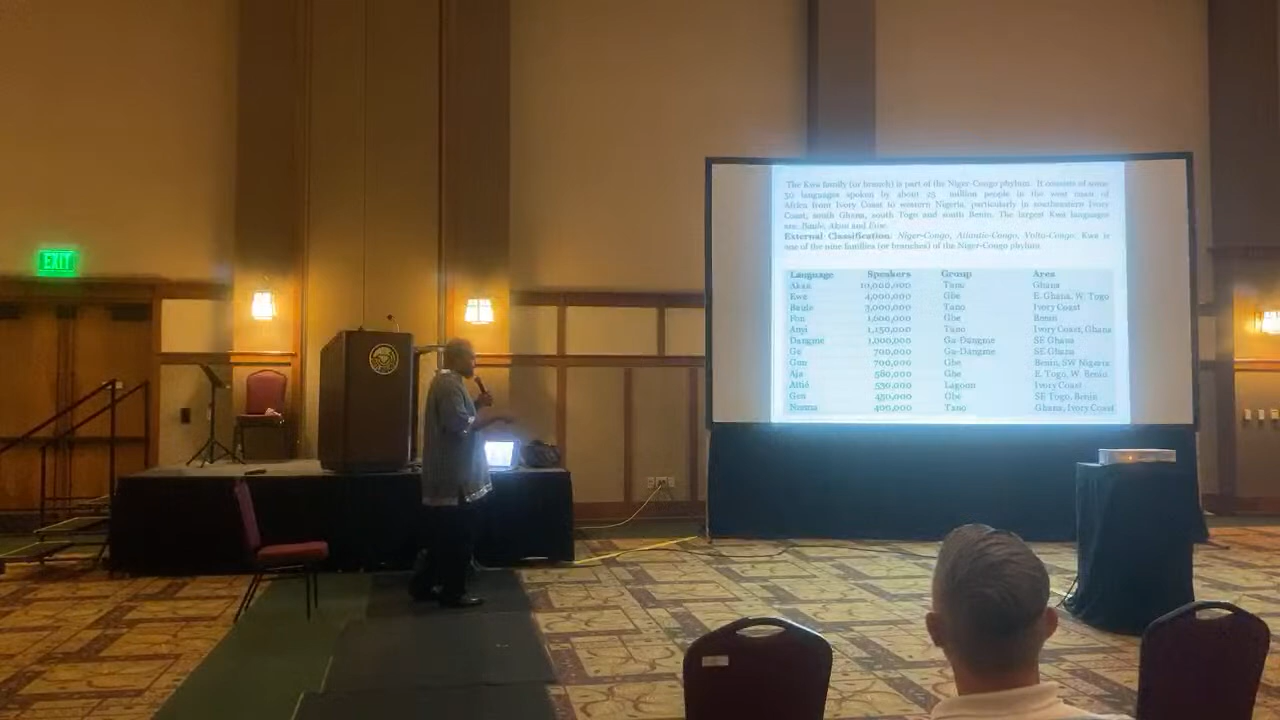 EXIT
The Kwa family (or branch) is part of the Niger-Congo phylum. It consists of some
50 languages spoken by about 25 million people in the west coast of
Africa from Ivory Coast to western Nigeria, particularly in southeastern Ivory
Coast, south Ghana, south Togo and south Benin. The largest Kwa languages
are: Baule, Akan and Ewe.
External Classification: Niger-Congo, Atlantic-Congo, Volta-Congo. Kwa is
one of the nine families (or branches) of the Niger-Congo phylum.
Language Speakers Group Area
Akan 10,000,000 Tano Ghana
Kwe 4,000,000 Gbe E. Ghana, W. Togo
Baule 3,000,000 Tano Ivory Coast
Fon 1,600,000 Gbe Benin
Anyi 1,150,000 Tano Ivory Coast, Ghana
Dangme 1,000,000 Ga-Dangme SE Ghana
Ga 700,000 Ga-Dangme SE Ghana
Gun 700,000 Gbe Benin, SW Nigeria
Aja 560,000 Gbe E. Togo, W. Benin
Attié 530,000 Lagoon Ivory Coast
Gen 450,000 Gbe SE Togo, Benin
400,000 Tano Ghana, Ivory Coast